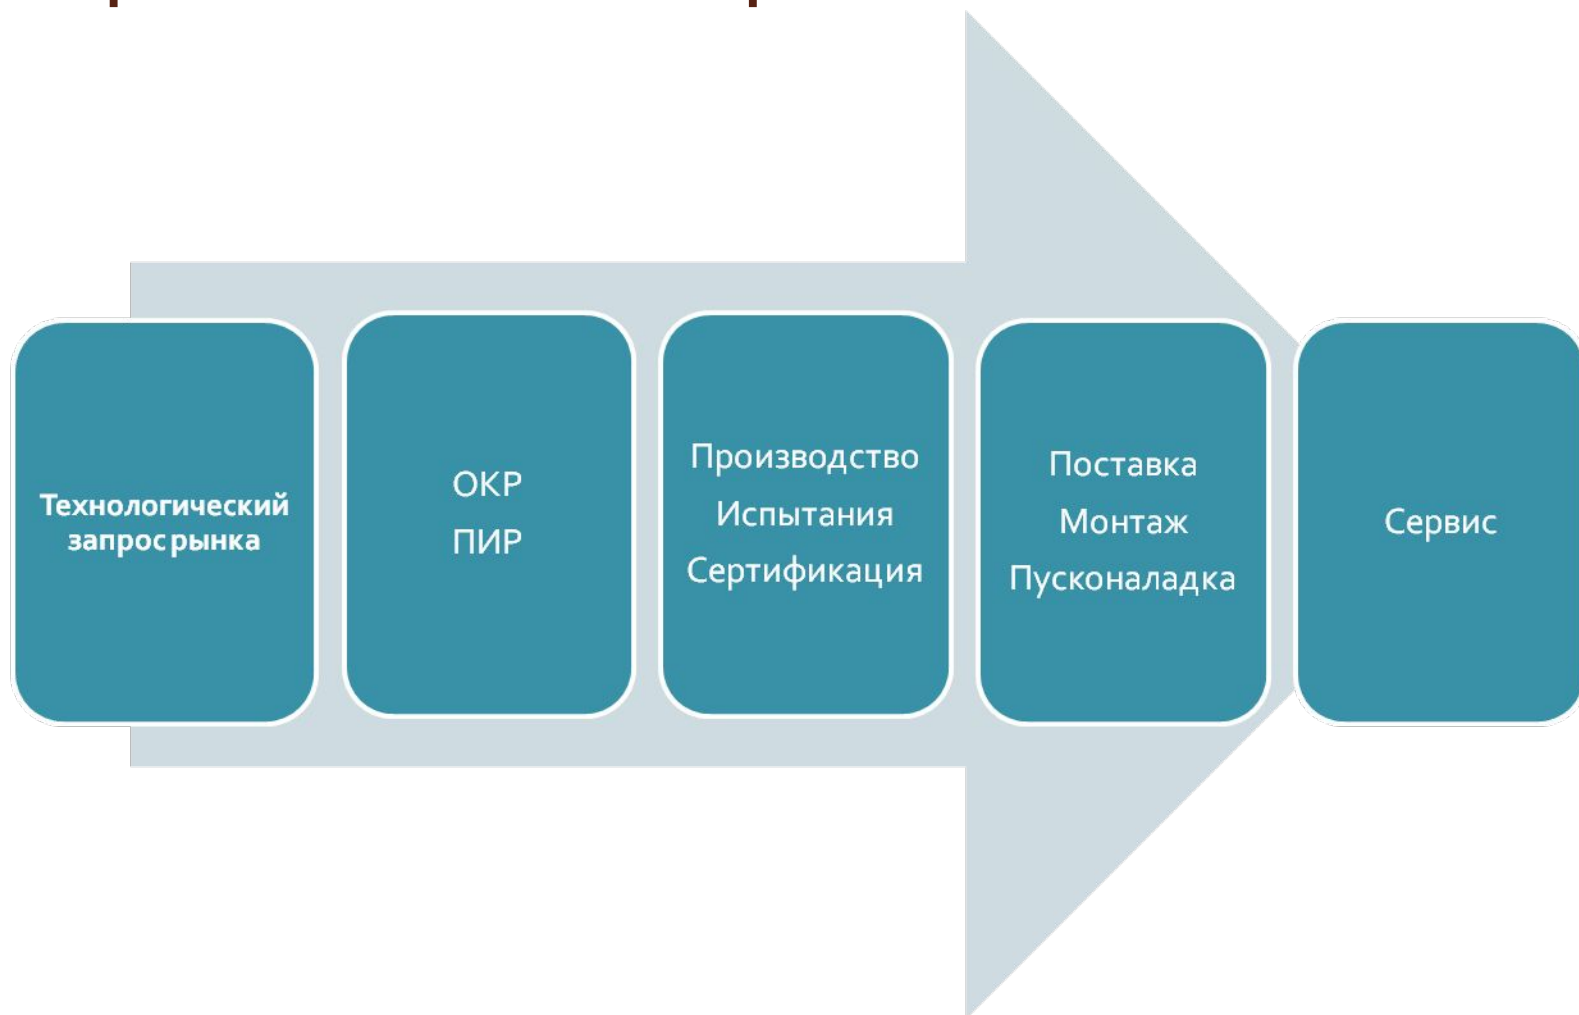 Технологический
запрос рынка
ОКР
ПИР
Производство
Испытания
Сертификация
Поставка
Монтаж
Пусконаладка
Сервис